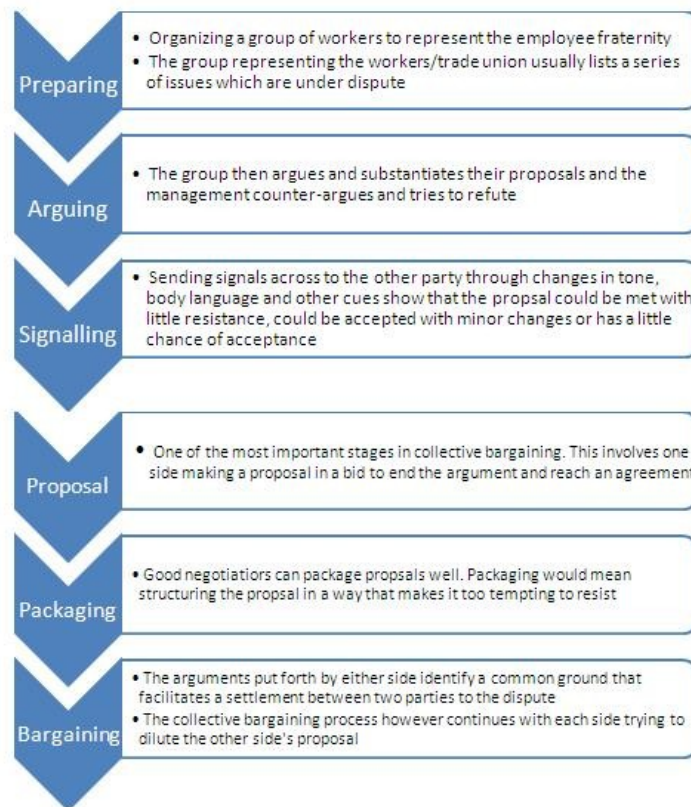 Preparing
• Organizing a group of workers to represent the employee fraternity
• The group representing the workers/trade union usually lists a series
of issues which are under dispute
Arguing
• The group then argues and substantiates their proposals and the
management counter-argues and tries to refute
Signalling
• Sending signals across to the other party through changes in tone,
body language and other cues show that the propsal could be met with
little resistance, could be accepted with minor changes or has a little
chance of acceptance
Proposal
• One of the most important stages in collective bargaining. This involves one
side making a proposal in a bid to end the argument and reach an agreement
Packaging
• Good negotiatiors can package propsals well. Packaging would mean
structuring the propsal in a way that makes it too tempting to resist
Bargaining
• The arguments put forth by either side identify a common ground that
facilitates a settlement between two parties to the dispute
• The collective bargaining process however continues with each side trying to
dilute the other side's proposal